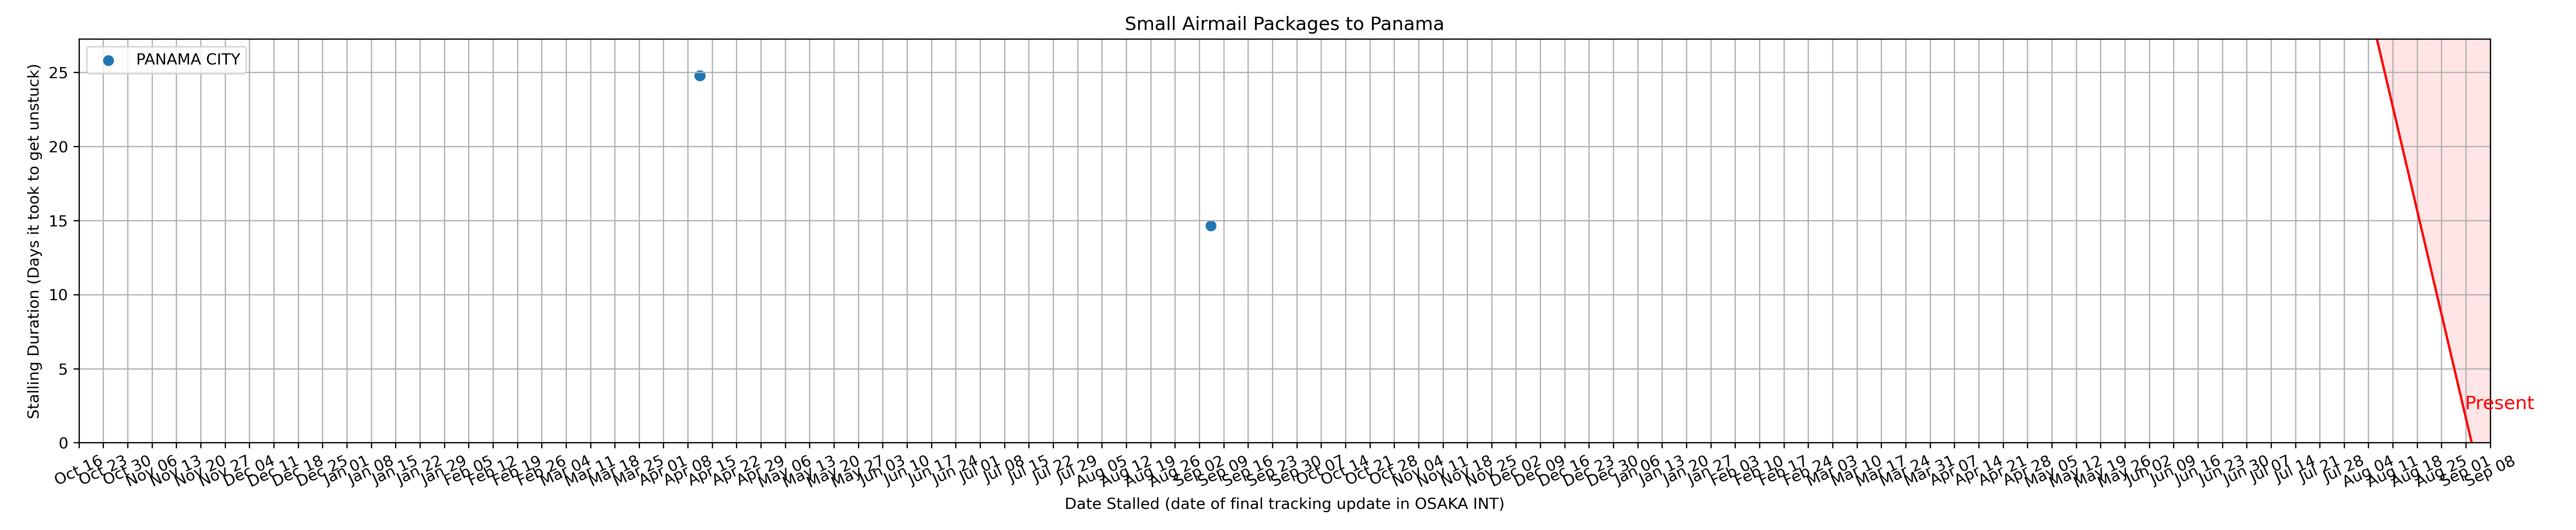 Small Airmail Packages to Panama
PANAMA CITY
Stalling Duration (Days it took to get unstuck)
25
20
15
10
5
0
Present
Oct 16 Oct 23 Oct 30 Nov 06 Nov 13 Nov 20 Nov 27 Dec 04 Dec 11 Dec 18 Dec 25 Jan 01 Jan 08 Jan 15 Jan 22 Jan 29 Feb 05 Feb 12 Feb 19 Feb 26 Mar 04 Mar 11 Mar 18 Mar 25 Apr 01 Apr 08 Apr 15 Apr 22 Apr 29 May 06 May 13 May 20 May 27 Jun 03 Jun 10 Jun 17 Jun 24 Jul 01 Jul 08 Jul 15 Jul 22 Jul 29 Aug 05 Aug 12 Aug 19 Aug 26 Sep 02 Sep 09 Sep 16 Sep 23 Sep 30 Oct 07 Oct 14 Oct 21 Oct 28 Nov 04 Nov 11 Nov 18 Nov 25 Dec 02 Dec 09 Dec 16 Dec 23 Dec 30 Jan 06 Jan 13 Jan 20 Jan 27 Feb 03 Feb 10 Feb 17 Feb 24 Mar 03 Mar 10 Mar 17 Mar 24 Mar 31 Apr 07 Apr 14 Apr 21 Apr 28 May 05 May 12 May 19 May 26 Jun 02 Jun 09 Jun 16 Jun 23 Jun 30 Jul 07 Jul 14 Jul 21 Jul 28 Aug 04 Aug 11 Aug 18 Aug 25 Sep 01 Sep 08
Date Stalled (date of final tracking update in OSAKA INT)